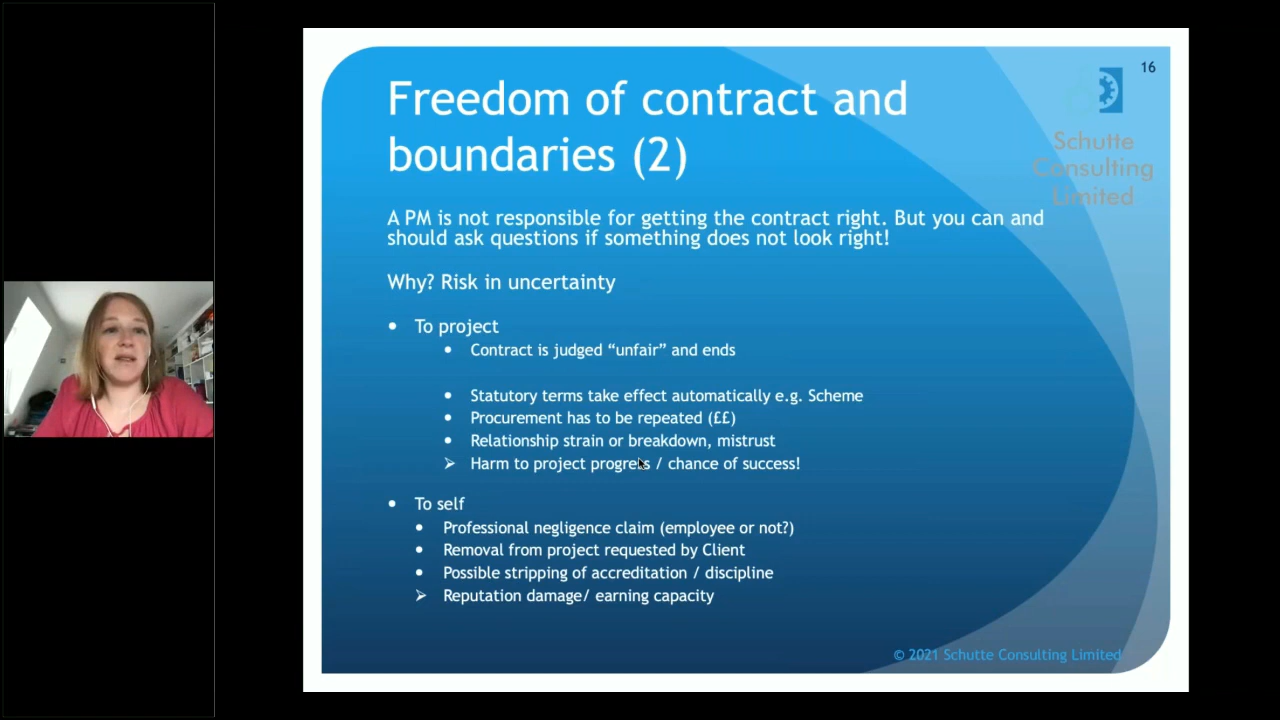 16
Freedom of contract and
boundaries (2)
Schutte
Consulting
Limited
A PM is not responsible for getting the contract right. But you can and
should ask questions if something does not look right!
Why? Risk in uncertainty
• To project
• Contract is judged “unfair” and ends
• Statutory terms take effect automatically e.g. Scheme
• Procurement has to be repeated (££)
• Relationship strain or breakdown, mistrust
➢ Harm to project progress / chance of success!
• To self
• Professional negligence claim (employee or not?)
• Removal from project requested by Client
• Possible stripping of accreditation / discipline
➢ Reputation damage/ earning capacity
© 2021 Schutte Consulting Limited